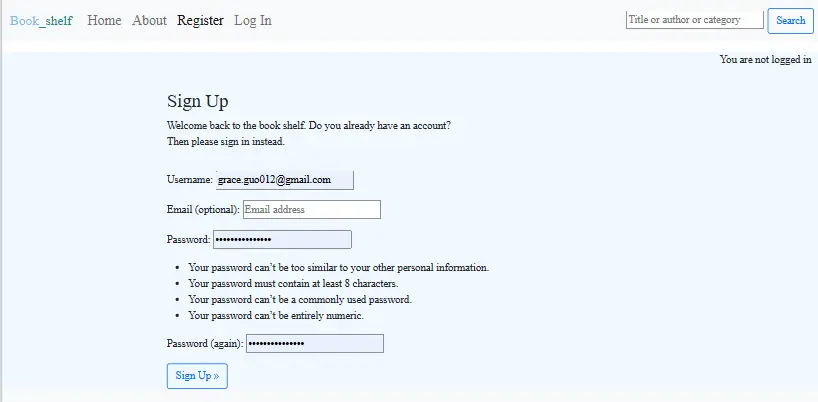 Book_shelf Home About Register Log In Title or author or category Search
You are not logged in
Sign Up
Welcome back to the book shelf. Do you already have an account?
Then please sign in instead.
Username: grace.guo012@gmail.com
Email (optional): Email address
Password: •••••••••••••••
• Your password can't be too similar to your other personal information.
• Your password must contain at least 8 characters.
• Your password can't be a commonly used password.
• Your password can't be entirely numeric.
Password (again): •••••••••••••••
Sign Up »